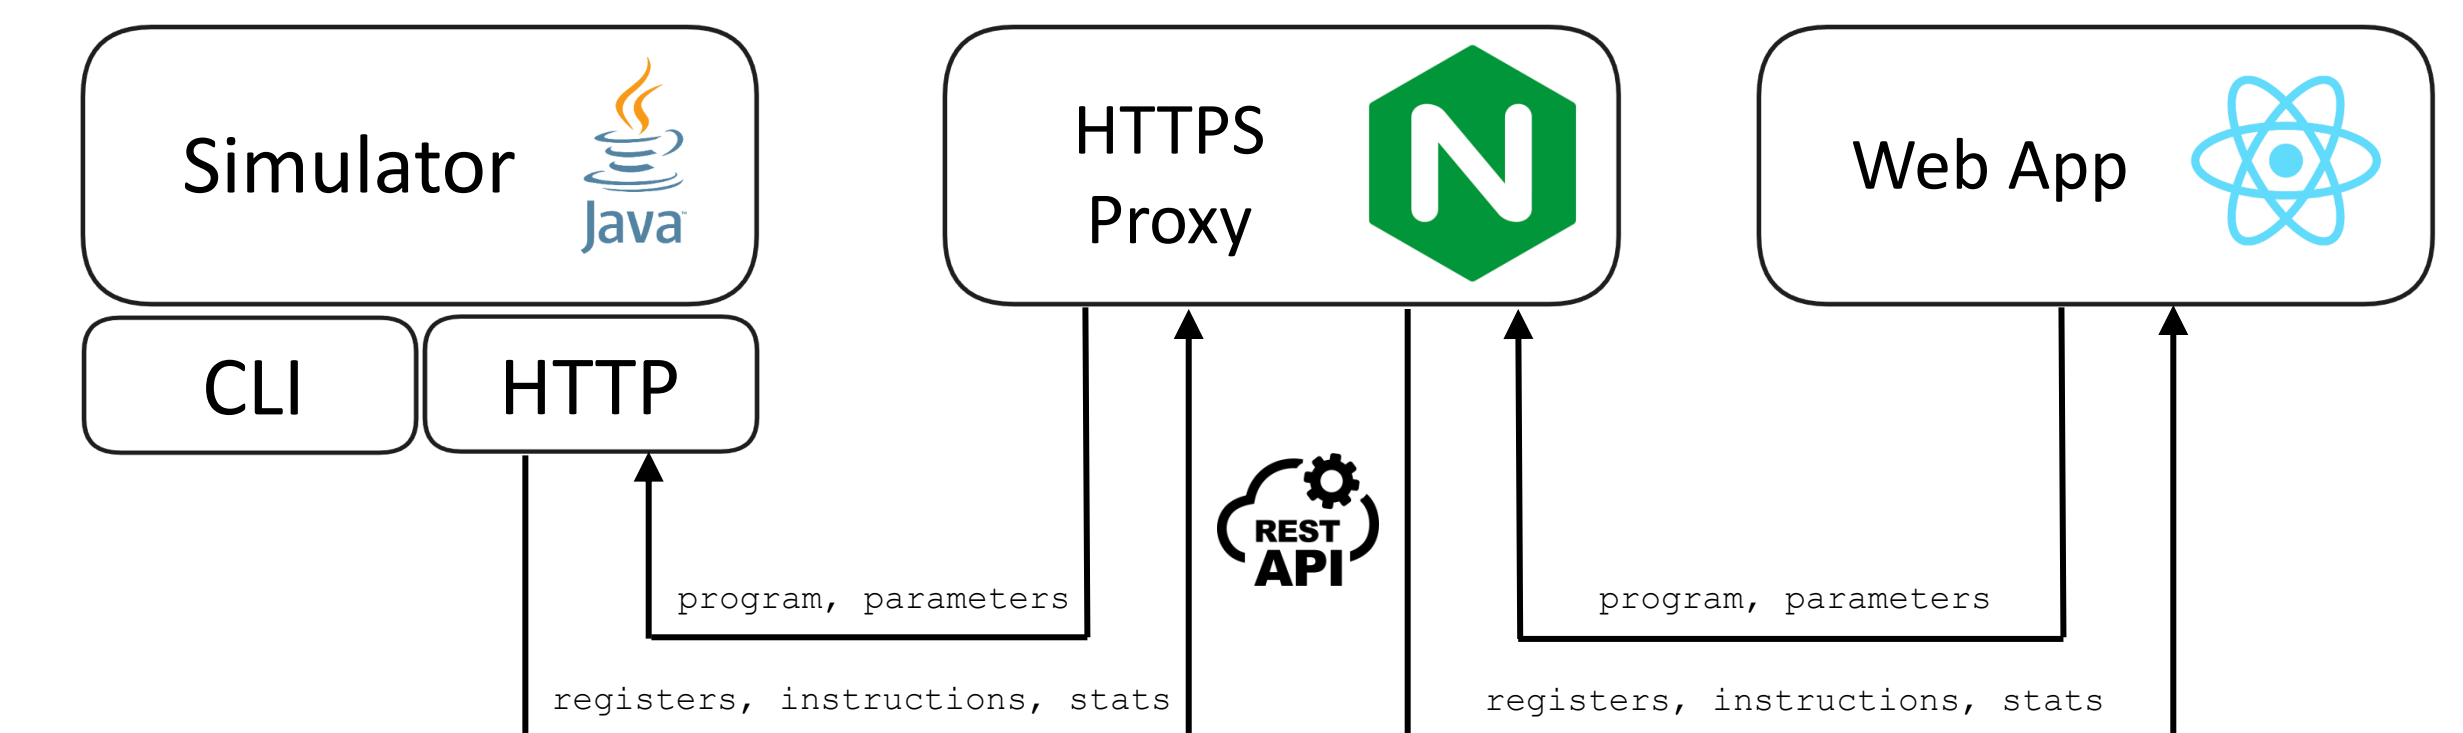 Simulator
Java
HTTPS
Proxy
N
Web App
CLI
HTTP
REST
API
program, parameters
program, parameters
registers, instructions, stats
registers, instructions, stats